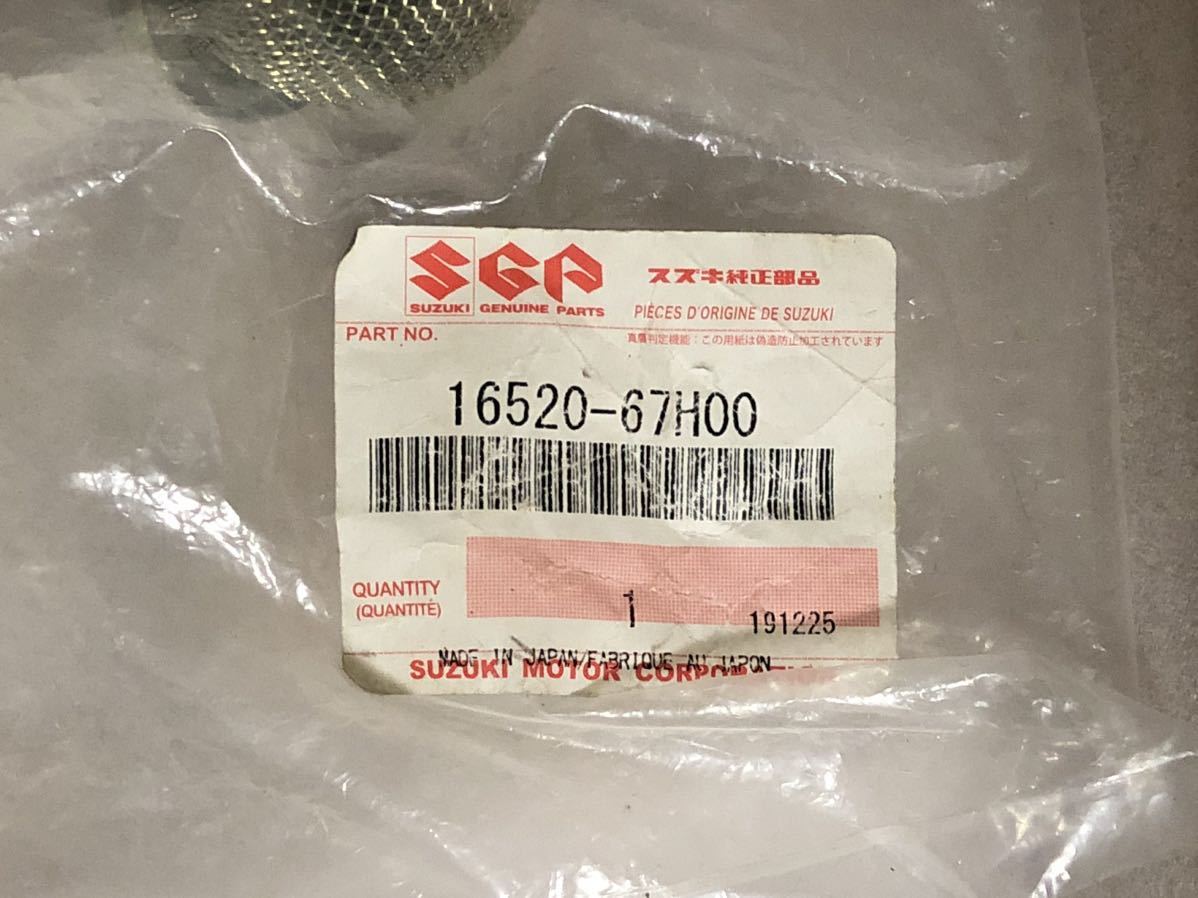 SGP
SUZUKI GENUINE PARTS
スズキ純正部品
PIÈCES D'ORIGINE DE SUZUKI
PART NO.
真贋判定機能：この用紙は偽造防止加工されています
16520-67H00
QUANTITY
(QUANTITÉ)
1
191225
MADE IN JAPAN/FABRIQUE AU JAPON
SUZUKI MOTOR